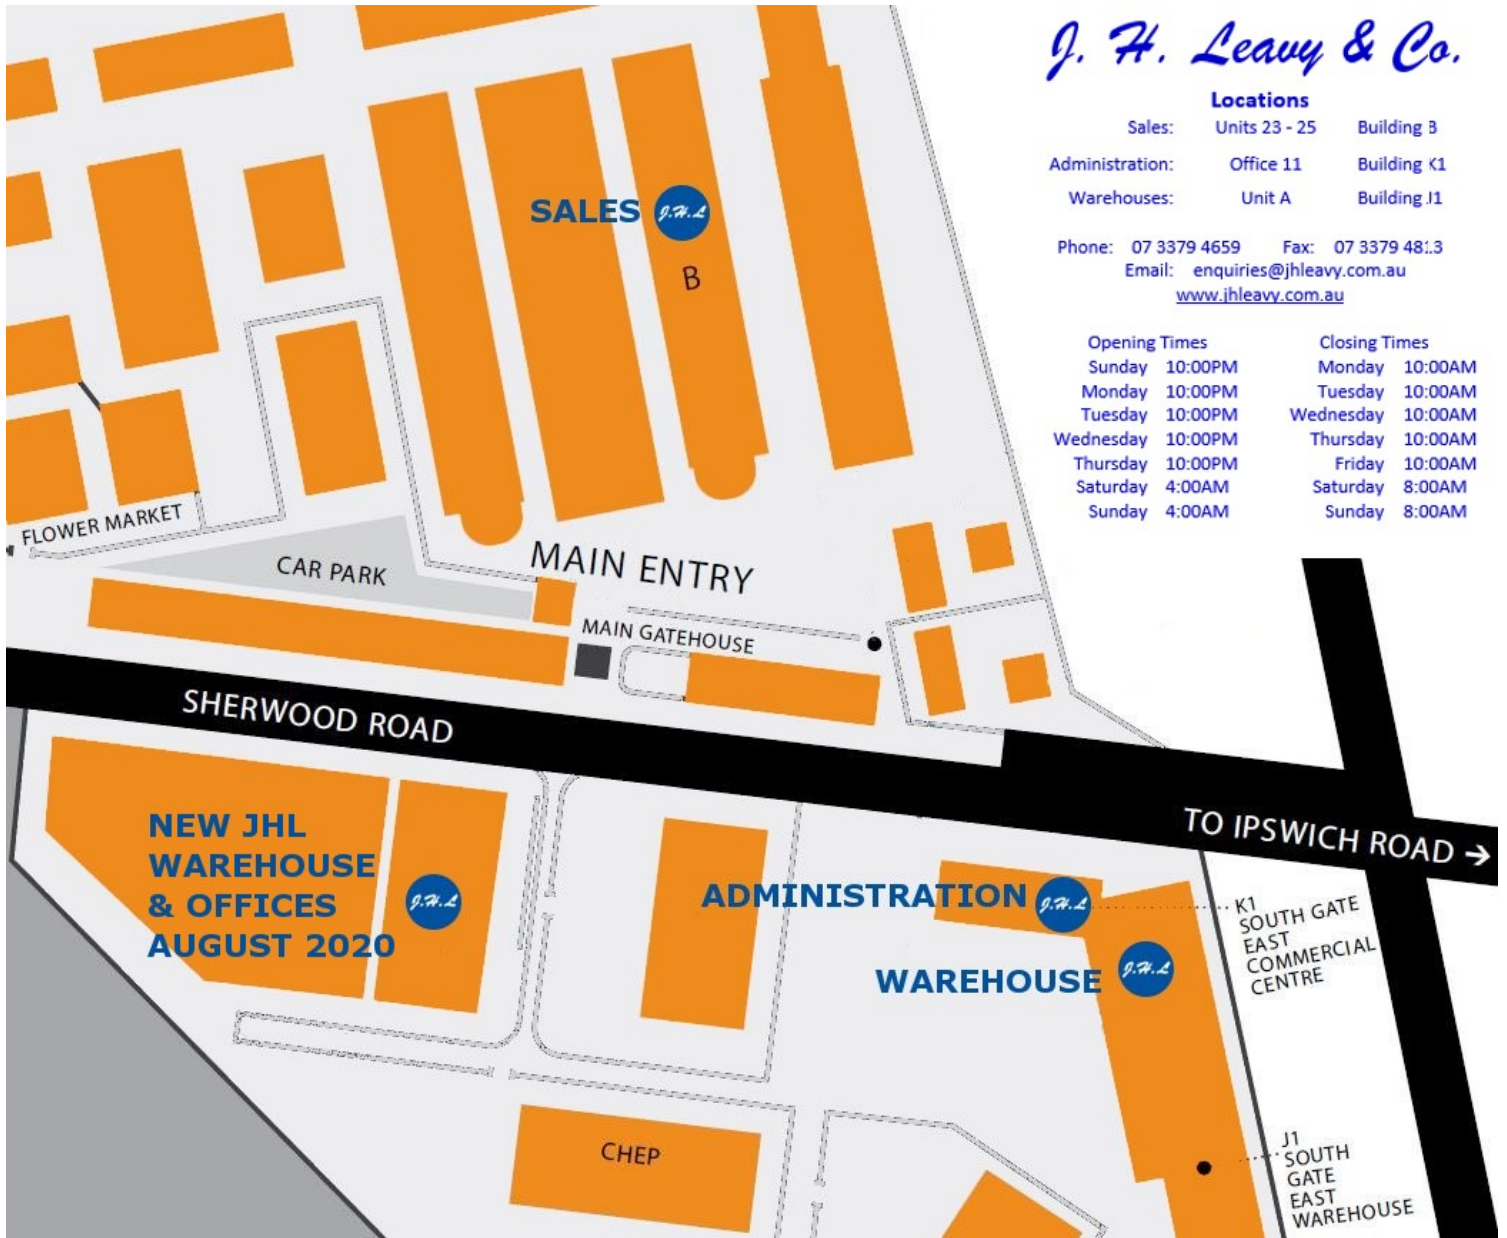 J. H. Leavy & Co.
Locations
Sales: Units 23 - 25 Building B
Administration: Office 11 Building K1
Warehouses: Unit A Building J1
Phone: 07 3379 4659 Fax: 07 3379 4813
Email: enquiries@jhleavy.com.au
www.jhleavy.com.au
Opening Times Closing Times
Sunday 10:00PM Monday 10:00AM
Monday 10:00PM Tuesday 10:00AM
Tuesday 10:00PM Wednesday 10:00AM
Wednesday 10:00PM Thursday 10:00AM
Thursday 10:00PM Friday 10:00AM
Saturday 4:00AM Saturday 8:00AM
Sunday 4:00AM Sunday 8:00AM
SALES J.H.L
B
FLOWER MARKET
CAR PARK
MAIN ENTRY
MAIN GATEHOUSE
SHERWOOD ROAD
TO IPSWICH ROAD →
NEW JHL
WAREHOUSE
& OFFICES
AUGUST 2020
J.H.L
ADMINISTRATION J.H.L
WAREHOUSE J.H.L
K1
SOUTH GATE
EAST
COMMERCIAL
CENTRE
CHEP
J1
SOUTH
GATE
EAST
WAREHOUSE